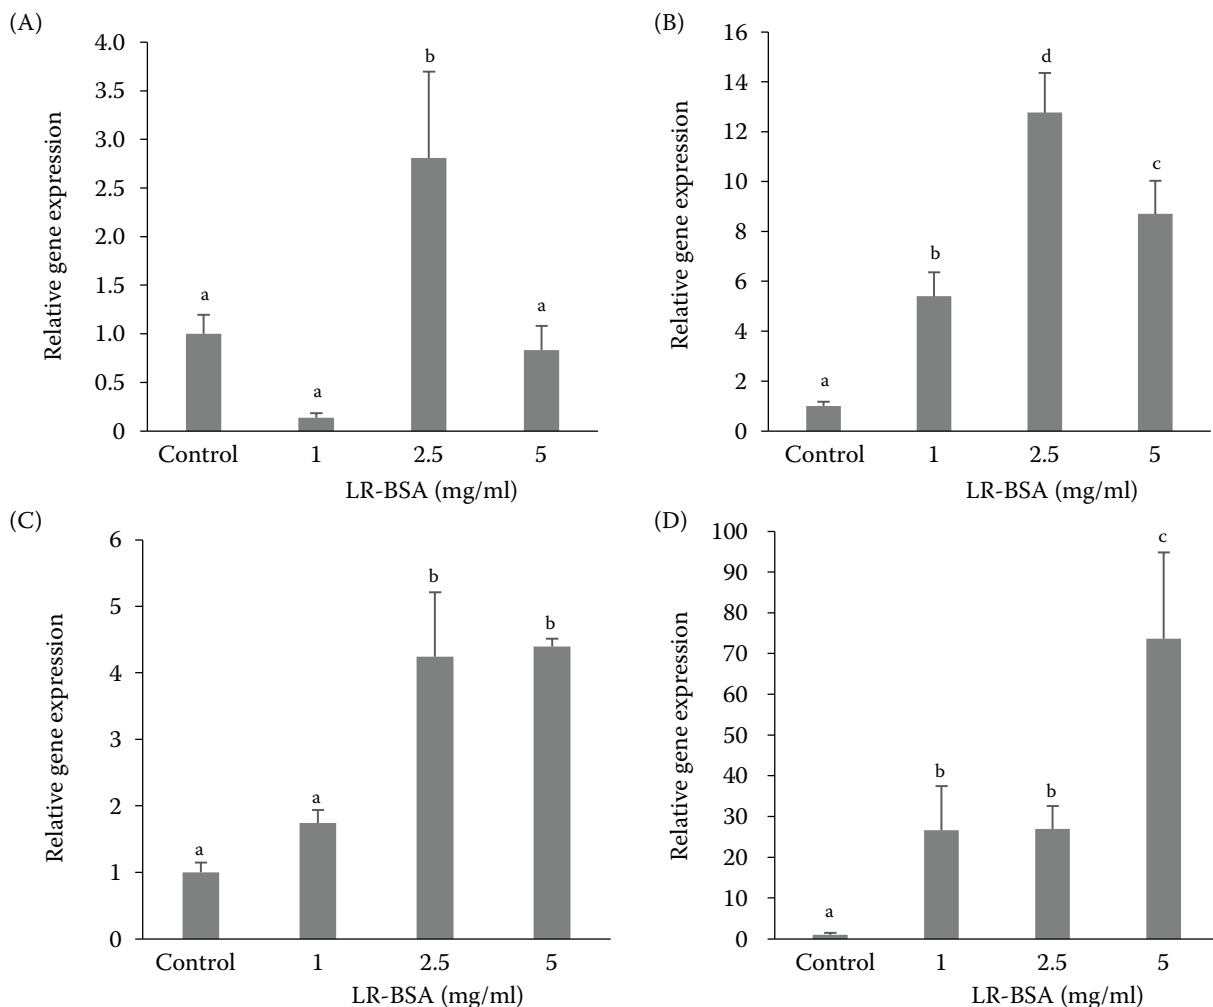 (A)
4.0
3.5
3.0
2.5
2.0
1.5
1.0
0.5
0
Relative gene expression
a
a
b
a
Control 1 2.5 5
LR-BSA (mg/ml)
(B)
16
14
12
10
8
6
4
2
0
Relative gene expression
a
b
d
c
Control 1 2.5 5
LR-BSA (mg/ml)
(C)
6
5
4
3
2
1
0
Relative gene expression
a
a
b
b
Control 1 2.5 5
LR-BSA (mg/ml)
(D)
100
90
80
70
60
50
40
30
20
10
0
Relative gene expression
a
b
b
c
Control 1 2.5 5
LR-BSA (mg/ml)